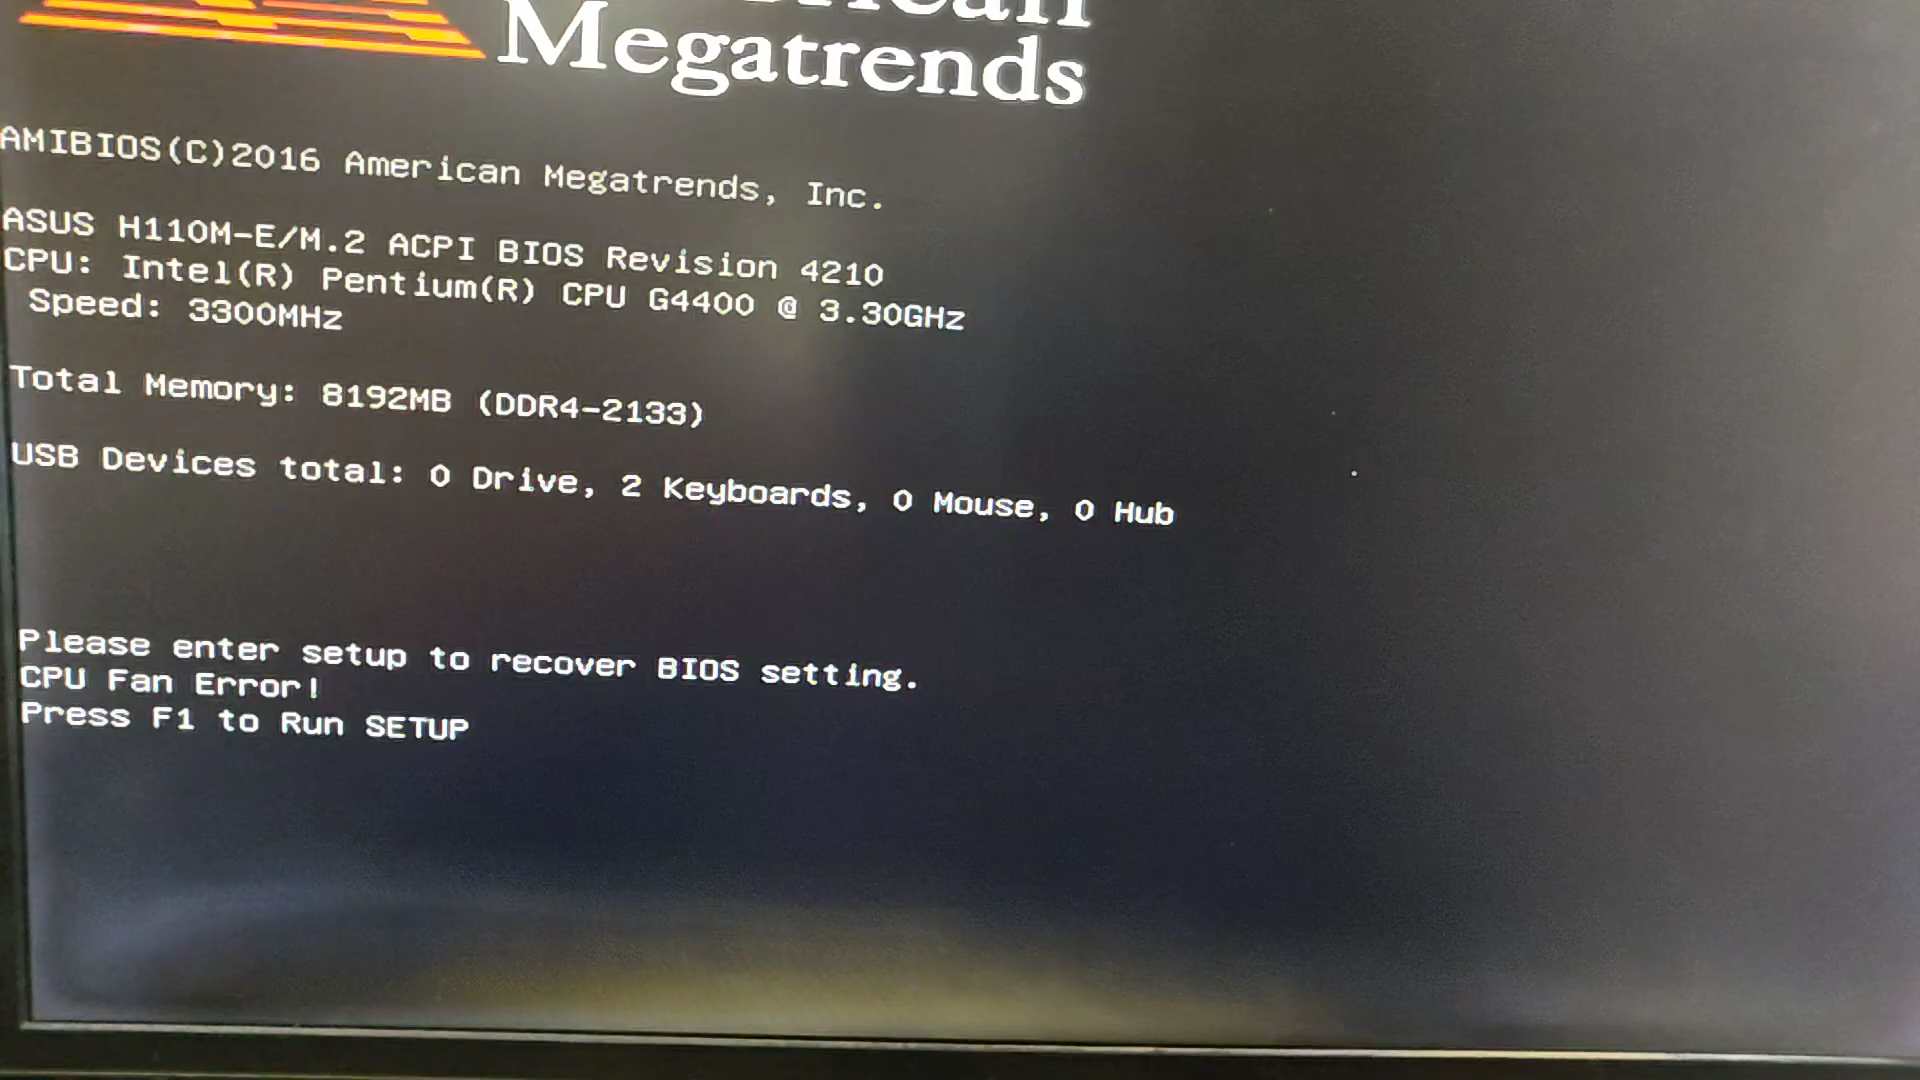 Megatrends
AMIBIOS(C)2016 American Megatrends, Inc.
ASUS H110M-E/M.2 ACPI BIOS Revision 4210
CPU: Intel(R) Pentium(R) CPU G4400 @ 3.30GHz
Speed: 3300MHz
Total Memory: 8192MB (DDR4-2133)
USB Devices total: 0 Drive, 2 Keyboards, 0 Mouse, 0 Hub
Please enter setup to recover BIOS setting.
CPU Fan Error!
Press F1 to Run SETUP